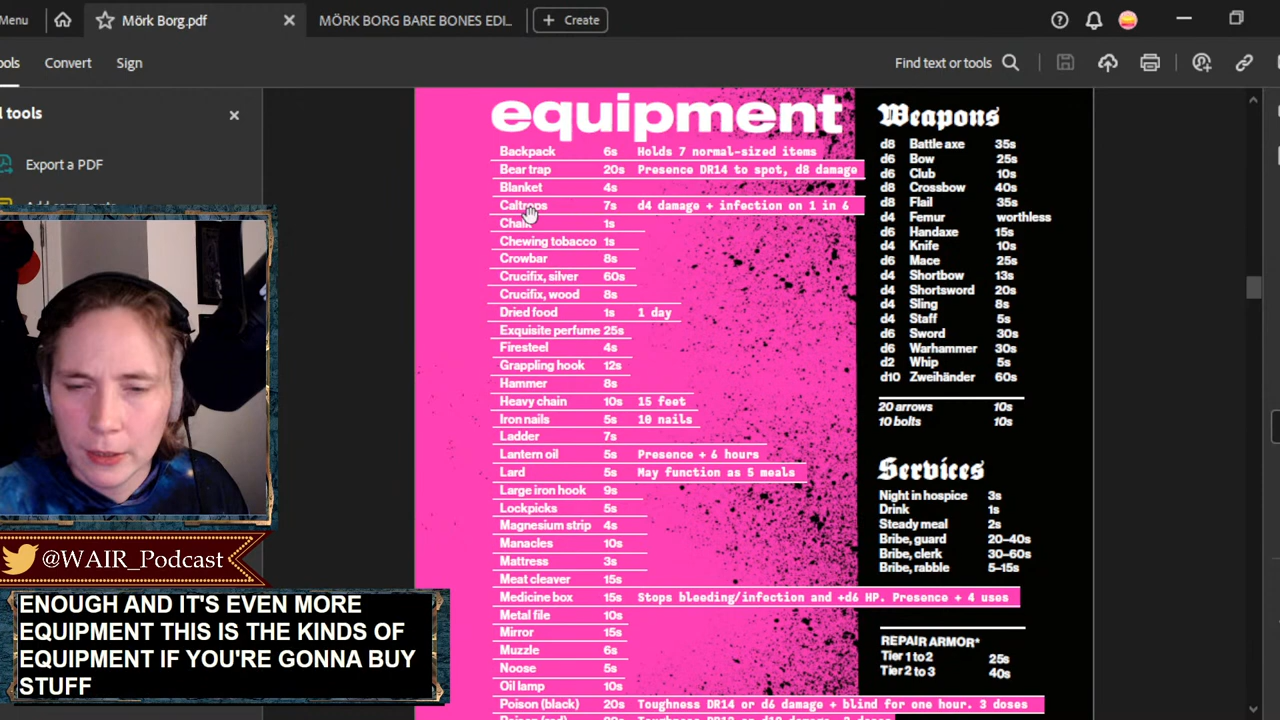 Menu
Mörk Borg.pdf
MÖRK BORG BARE BONES EDI...
Create
ols
Convert
Sign
Find text or tools
l tools
Export a PDF
equipment
Backpack 6s Holds 7 normal-sized items
Bear trap 20s Presence DR14 to spot, d8 damage
Blanket 4s
Caltrops 7s d4 damage + infection on 1 in 6
Chalk 1s
Chewing tobacco 1s
Crowbar 8s
Crucifix, silver 60s
Crucifix, wood 8s
Dried food 1s 1 day
Exquisite perfume 25s
Firesteel 4s
Grappling hook 12s
Hammer 8s
Heavy chain 10s 15 feet
Iron nails 5s 10 nails
Ladder 7s
Lantern oil 5s Presence + 6 hours
Lard 5s May function as 5 meals
Large iron hook 9s
Lockpicks 5s
Magnesium strip 4s
Manacles 10s
Mattress 3s
Meat cleaver 15s
Medicine box 15s Stops bleeding/infection and +d6 HP. Presence + 4 uses
Metal file 10s
Mirror 15s
Muzzle 6s
Noose 5s
Oil lamp 10s
Poison (black) 20s Toughness DR14 or d6 damage + blind for one hour. 3 doses
Weapons
d8 Battle axe 35s
d6 Bow 25s
d6 Club 10s
d8 Crossbow 40s
d8 Flail 35s
d4 Femur worthless
d6 Handaxe 15s
d4 Knife 10s
d6 Mace 25s
d4 Shortbow 13s
d4 Shortsword 20s
d4 Sling 8s
d4 Staff 5s
d6 Sword 30s
d6 Warhammer 30s
d2 Whip 5s
d10 Zweihänder 60s
20 arrows 10s
10 bolts 10s
Services
Night in hospice 3s
Drink 1s
Steady meal 2s
Bribe, guard 20–40s
Bribe, clerk 30–60s
Bribe, rabble 5–15s
REPAIR ARMOR*
Tier 1 to 2 25s
Tier 2 to 3 40s
@WAIR_Podcast
ENOUGH AND IT'S EVEN MORE
EQUIPMENT THIS IS THE KINDS OF
EQUIPMENT IF YOU'RE GONNA BUY
STUFF